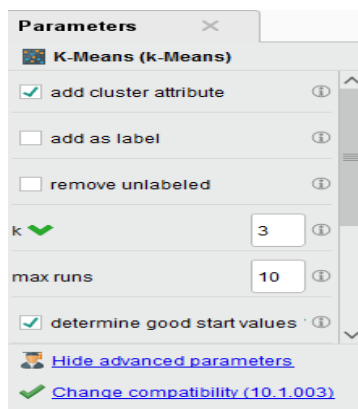 Parameters
K-Means (k-Means)
add cluster attribute
add as label
remove unlabeled
k 3
max runs 10
determine good start values
Hide advanced parameters
Change compatibility (10.1.003)